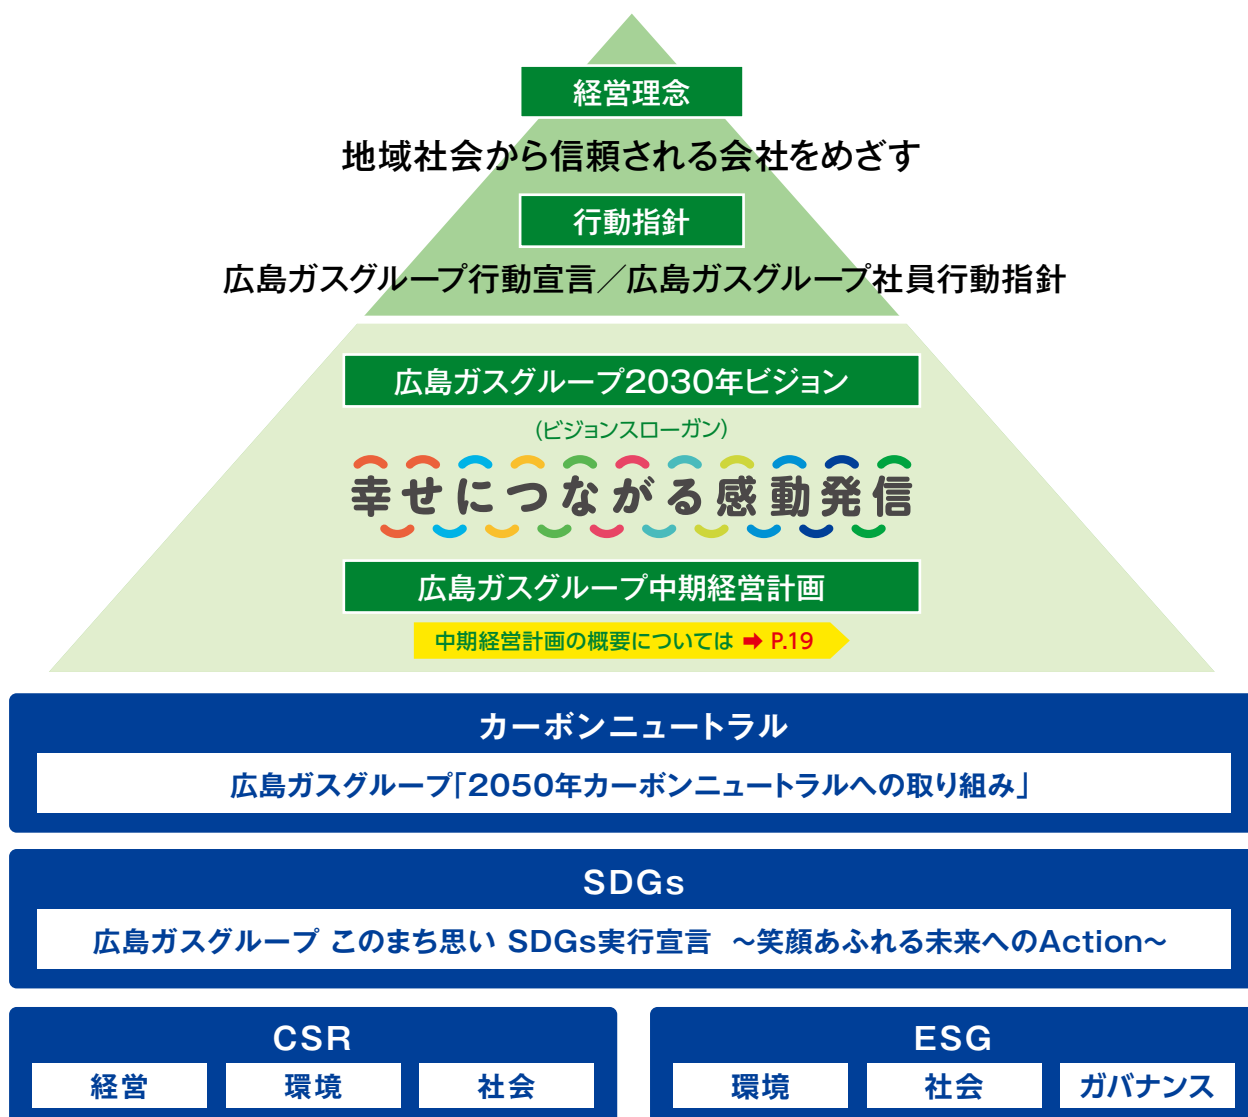 経営理念
地域社会から信頼される会社をめざす
行動指針
広島ガスグループ行動宣言／広島ガスグループ社員行動指針
広島ガスグループ2030年ビジョン
(ビジョンスローガン)
幸せにつながる感動発信
広島ガスグループ中期経営計画
中期経営計画の概要については ➡ P.19
カーボンニュートラル
広島ガスグループ「2050年カーボンニュートラルへの取り組み」
SDGs
広島ガスグループ このまち思い SDGs実行宣言 ～笑顔あふれる未来へのAction～
CSR
経営 環境 社会
ESG
環境 社会 ガバナンス